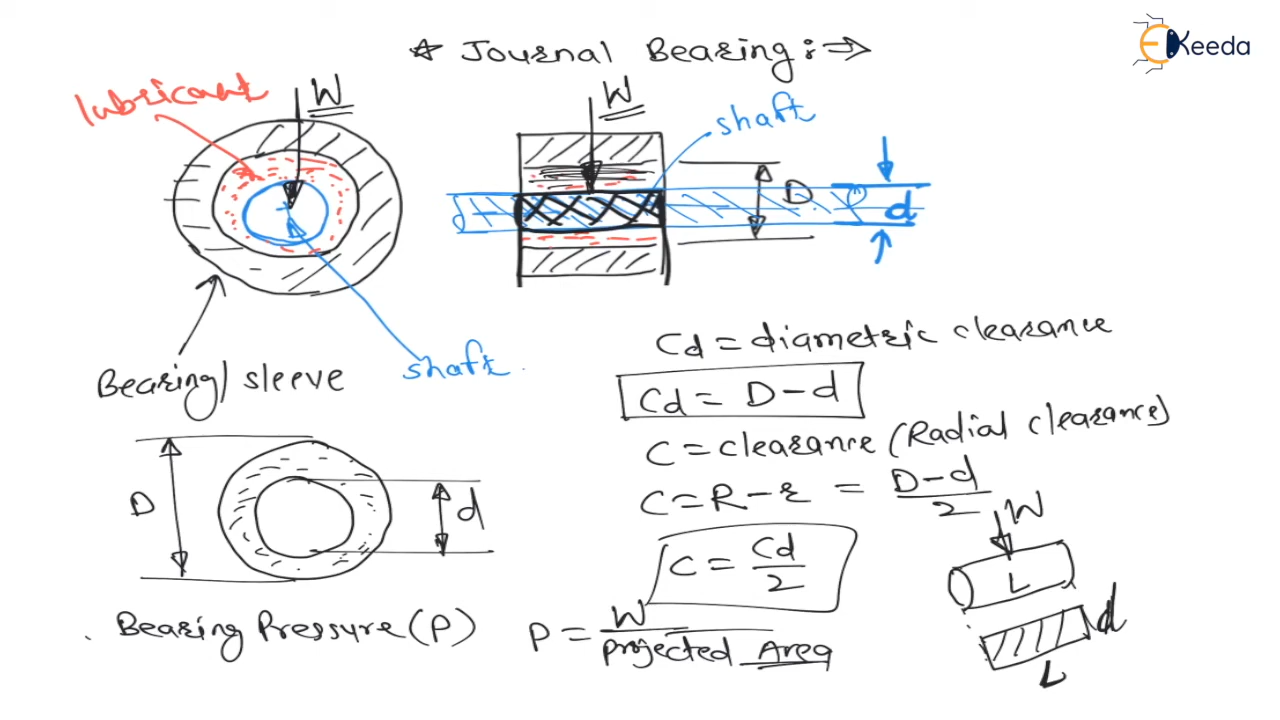 ★ Journal Bearing :⇒
EKeeda
lubricant
W
W
shaft
D
d
Bearing/sleeve
shaft
Cd = diametric clearance
Cd = D-d
C = clearance (Radial clearance)
C = R-r = D-d/2
C = Cd/2
D
d
W
L
d
L
Bearing Pressure (P)
P = W/projected Area